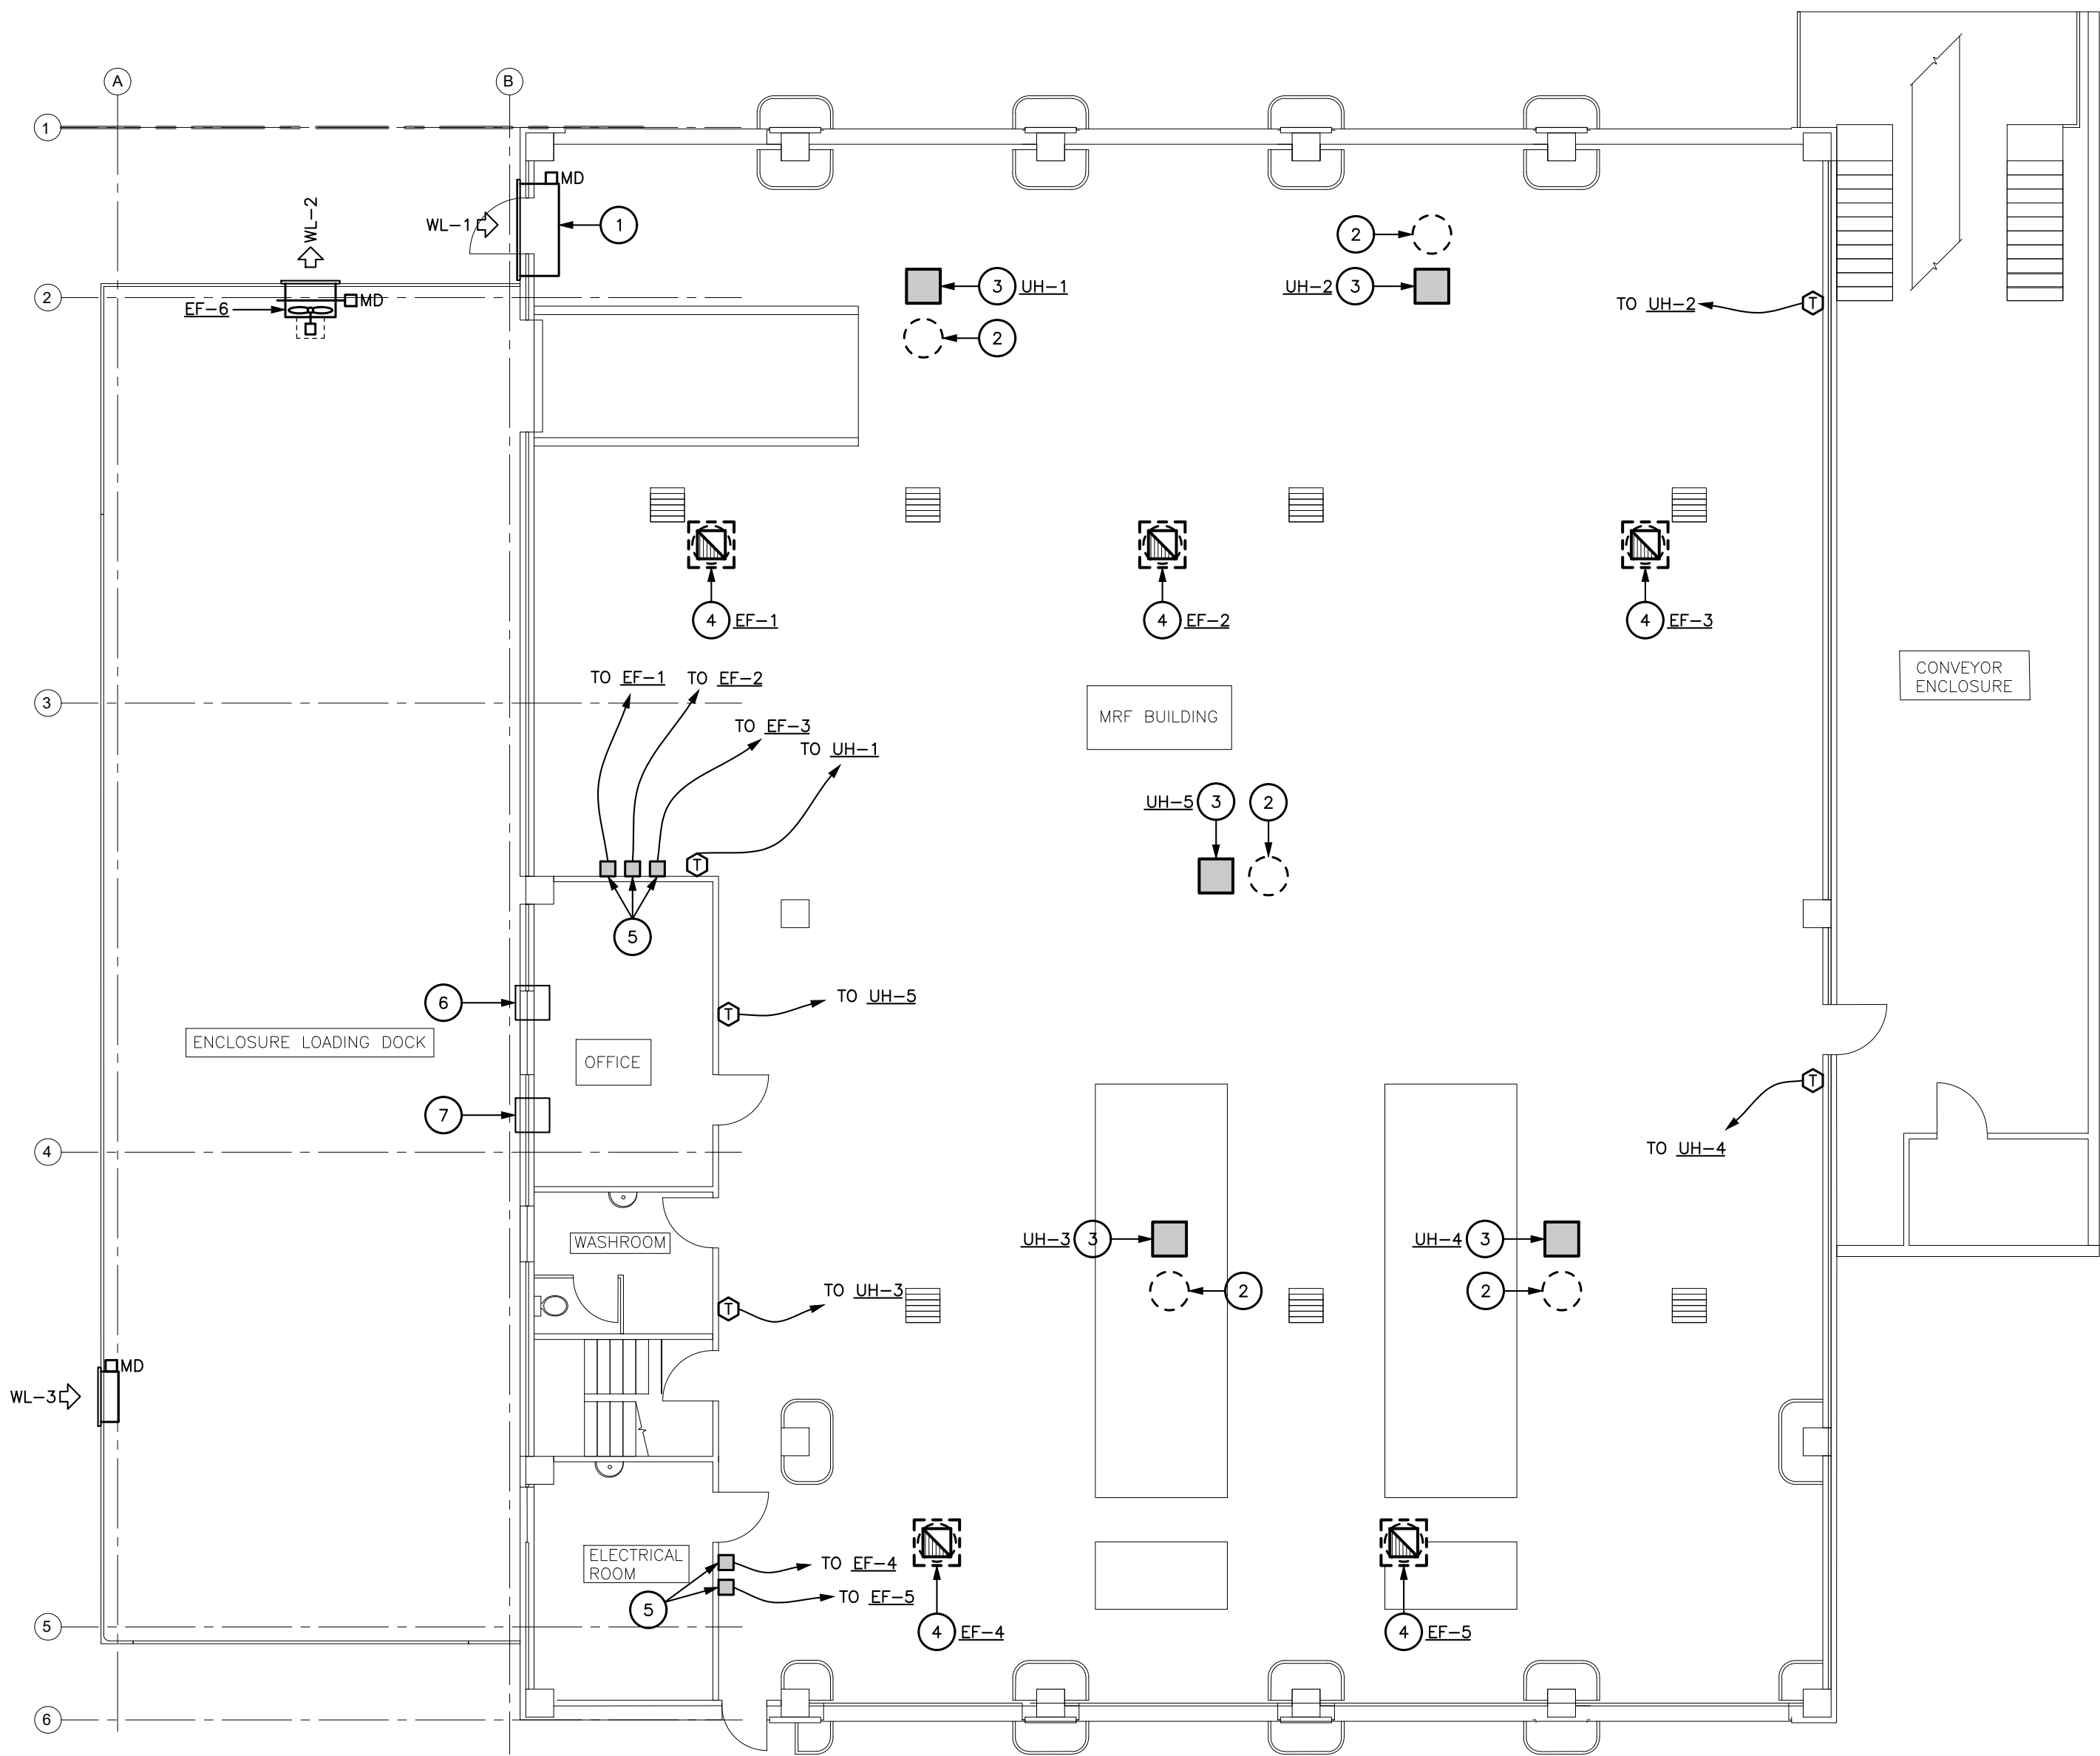 A
B
1
MD
WL-2
WL-1
1
2
3 UH-1
UH-2 3
2
2
MD
EF-6
TO UH-2
2
4 EF-1
4 EF-2
4 EF-3
TO EF-1
TO EF-2
CONVEYOR
ENCLOSURE
3
MRF BUILDING
TO EF-3
TO UH-1
UH-5 3
2
T
T
5
6
TO UH-5
T
ENCLOSURE LOADING DOCK
OFFICE
T
7
4
TO UH-4
UH-3 3
UH-4 3
WASHROOM
TO UH-3
2
2
T
MD
WL-3
ELECTRICAL
ROOM
TO EF-4
TO EF-5
5
5
4 EF-4
4 EF-5
6